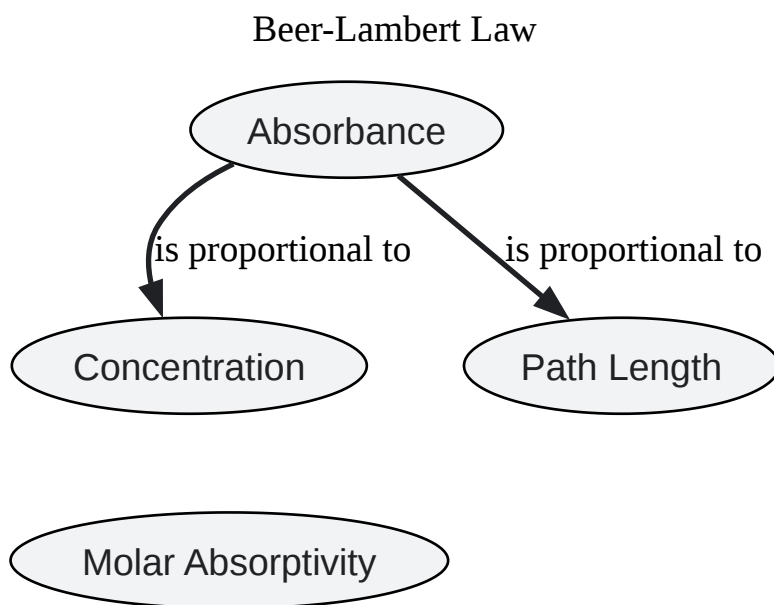 Beer-Lambert Law
Absorbance
is proportional to
is proportional to
Concentration
Path Length
Molar Absorptivity